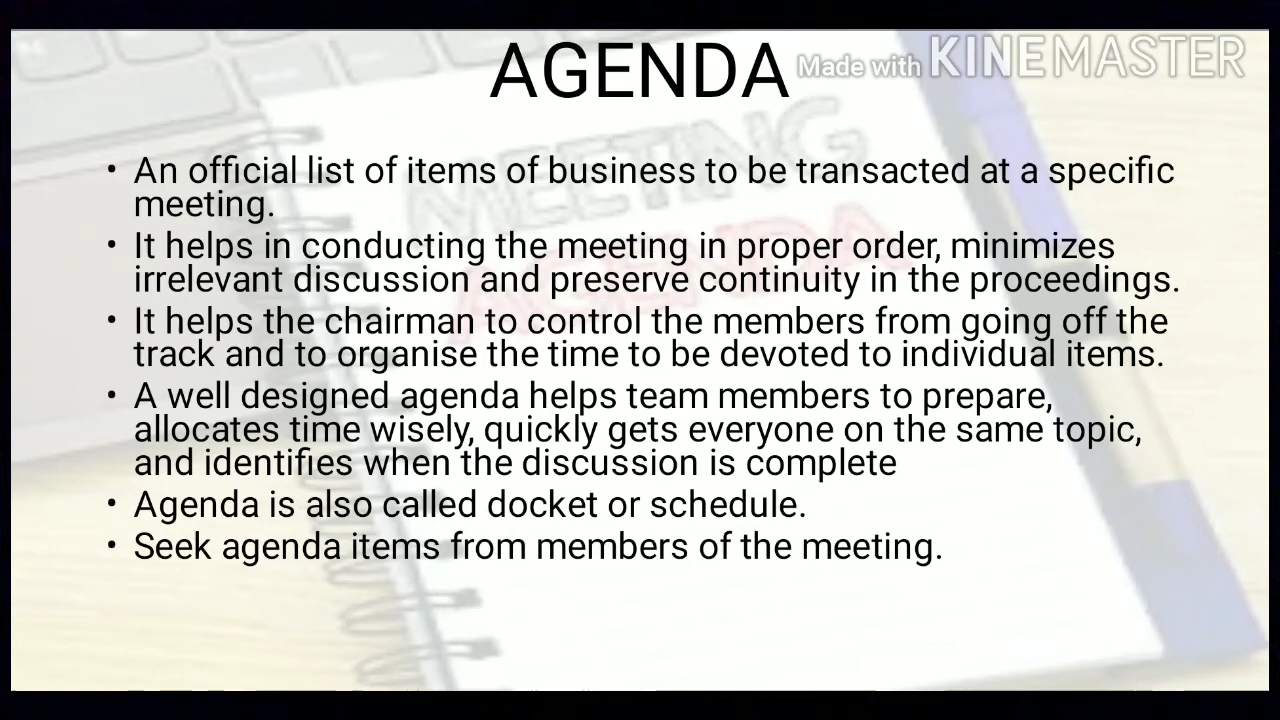 AGENDA
Made with KINEMASTER
MEETING
AGENDA
• An official list of items of business to be transacted at a specific
meeting.
• It helps in conducting the meeting in proper order, minimizes
irrelevant discussion and preserve continuity in the proceedings.
• It helps the chairman to control the members from going off the
track and to organise the time to be devoted to individual items.
• A well designed agenda helps team members to prepare,
allocates time wisely, quickly gets everyone on the same topic,
and identifies when the discussion is complete
• Agenda is also called docket or schedule.
• Seek agenda items from members of the meeting.